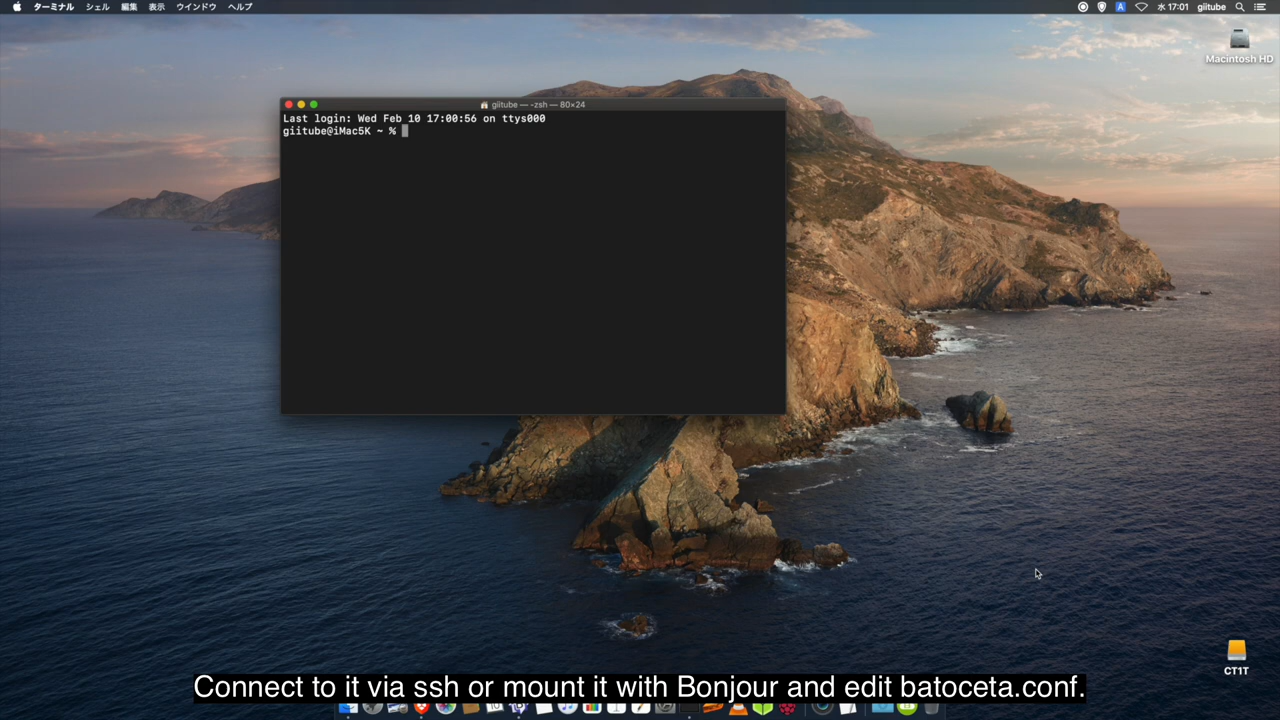 ターミナル シェル 編集 表示 ウインドウ ヘルプ
A 水 17:01 giitube
Macintosh HD
giitube — -zsh — 80×24
Last login: Wed Feb 10 17:00:56 on ttys000
giitube@iMac5K ~ %
CT1T
Connect to it via ssh or mount it with Bonjour and edit batoceta.conf.